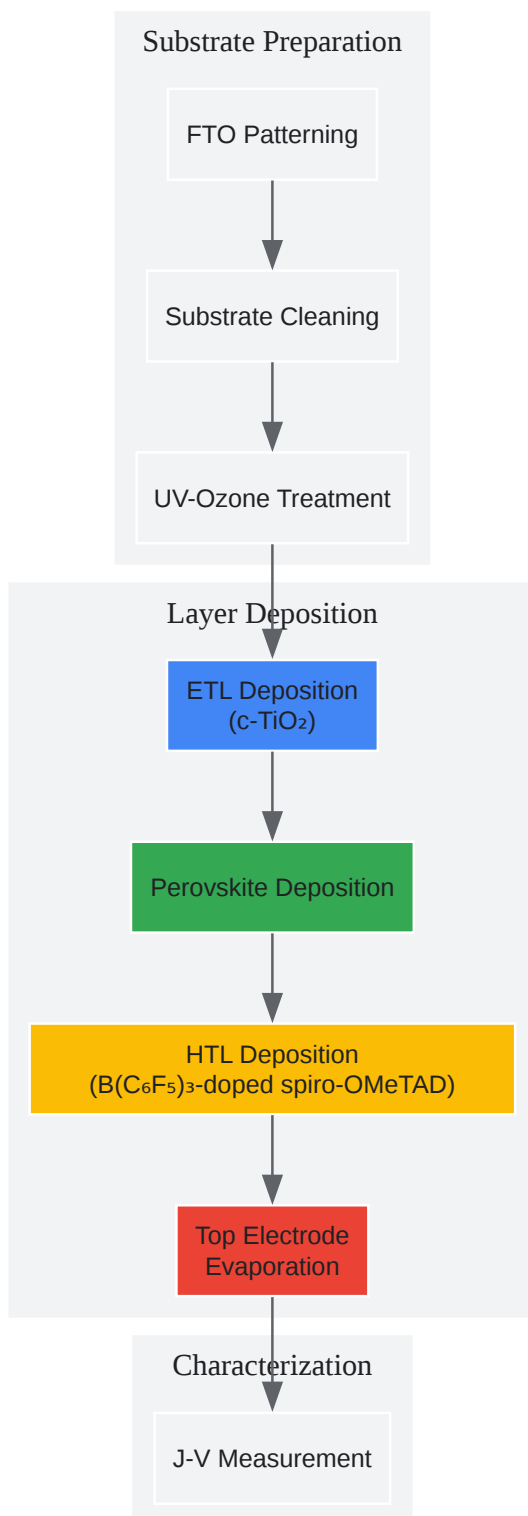 Substrate Preparation
FTO Patterning
Substrate Cleaning
UV-Ozone Treatment
Layer Deposition
ETL Deposition
(c-TiO₂)
Perovskite Deposition
HTL Deposition
(B(C₆F₅)₃-doped spiro-OMeTAD)
Top Electrode
Evaporation
Characterization
J-V Measurement